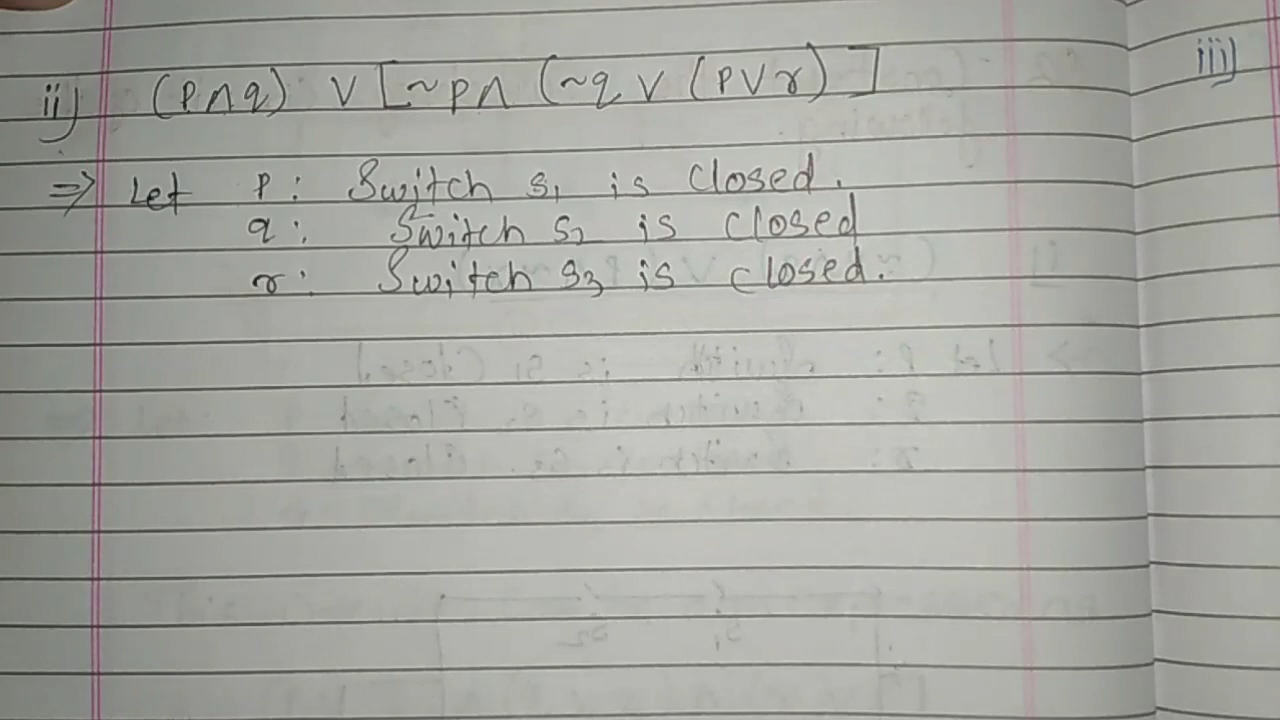 ii) (p∧q) ∨ [~p∧ (~q ∨ (p∨r) ]
iii)
⇒ Let p: Switch s₁ is closed.
q: Switch s₂ is closed
r: Switch s₃ is closed.